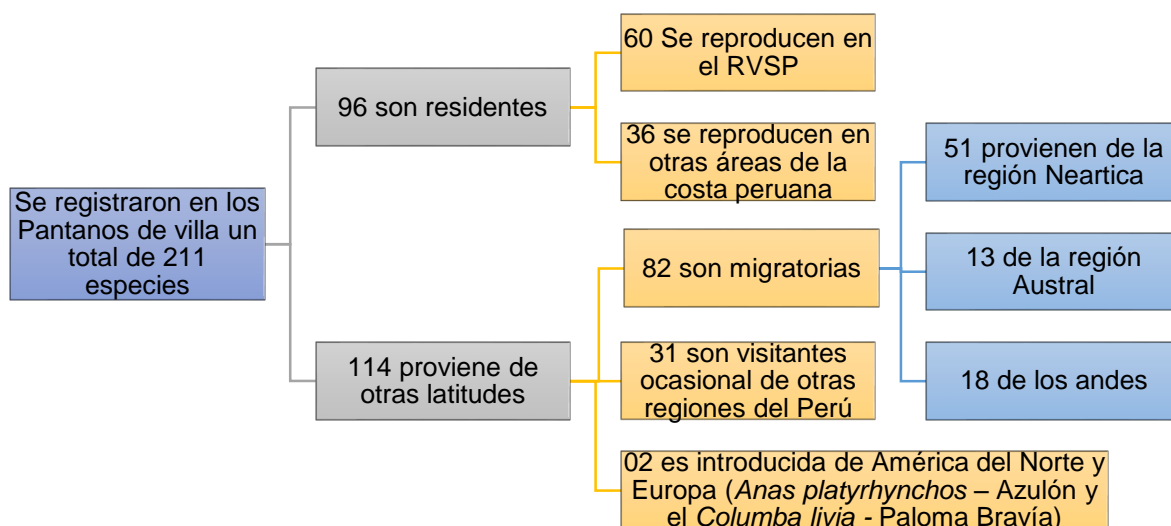 Se registraron en los
Pantanos de villa un
total de 211
especies
96 son residentes
60 Se reproducen en
el RVSP
36 se reproducen en
otras áreas de la
costa peruana
114 proviene de
otras latitudes
82 son migratorias
51 provienen de la
región Neartica
13 de la región
Austral
18 de los andes
31 son visitantes
ocasional de otras
regiones del Perú
02 es introducida de América del Norte y
Europa (Anas platyrhynchos – Azulón y
el Columba livia - Paloma Bravía)